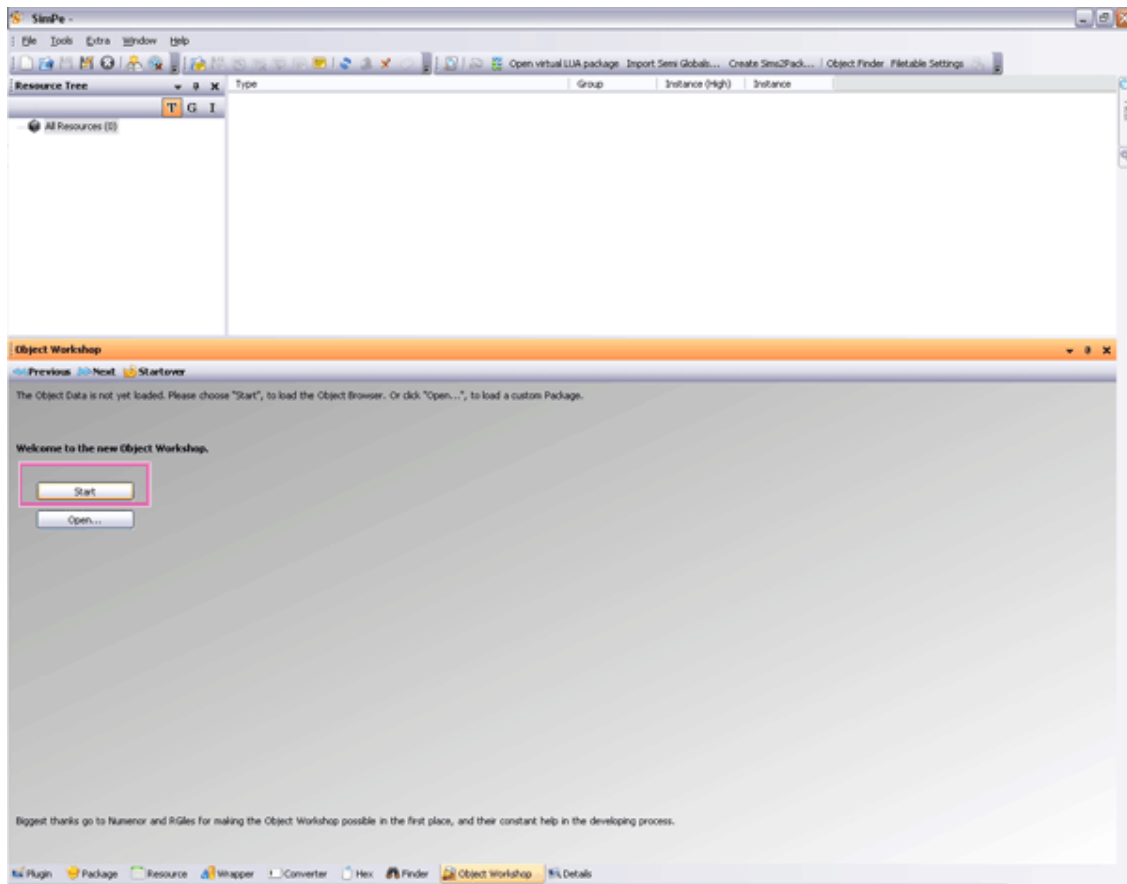 SimPe -
File Tools Extra Window Help
Open virtual LUA package Import Semi Globals... Create Sims2Pack... Object Finder Filetable Settings
Resource Tree
T G I
All Resources (0)
Type Group Instance (High) Instance
Object Workshop
Previous Next Startover
The Object Data is not yet loaded. Please choose "Start", to load the Object Browser. Or click "Open...", to load a custom Package.
Welcome to the new Object Workshop.
Start
Open...
Biggest thanks go to Numenor and RGiles for making the Object Workshop possible in the first place, and their constant help in the developing process.
Plugin Package Resource Wrapper Converter Hex Finder Object Workshop Details